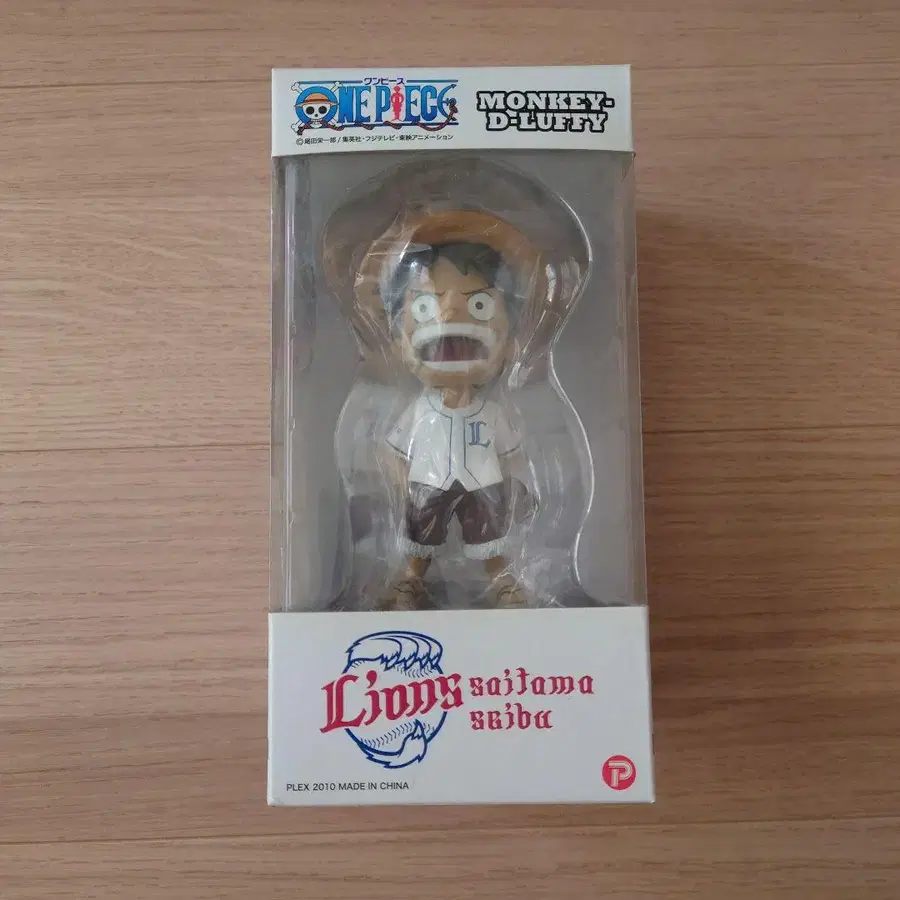 ワンピース
ONE PIECE
©尾田栄一郎/集英社・フジテレビ・東映アニメーション
MONKEY-
D-LUFFY
L
Lions
saitama
seibu
PLEX 2010 MADE IN CHINA
P